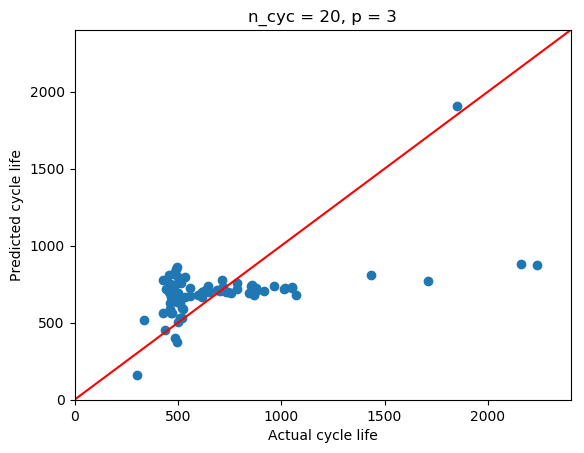 n_cyc = 20, p = 3
Predicted cycle life
2000
1500
1000
500
0
0 500 1000 1500 2000
Actual cycle life